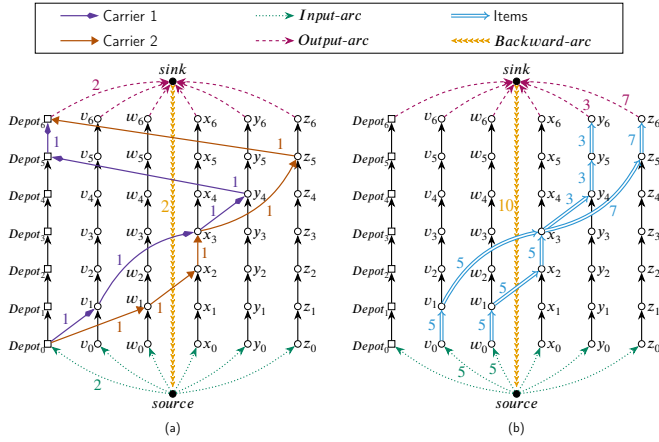 Carrier 1 Input-arc Items
Carrier 2 Output-arc Backward-arc
sink sink
2 3 7
Depot₆ v₆ w₆ x₆ y₆ z₆ Depot₆ v₆ w₆ x₆ y₆ z₆
1 1 3 7
Depot₅ v₅ w₅ x₅ y₅ z₅ Depot₅ v₅ w₅ x₅ y₅ z₅
1 3
Depot₄ v₄ w₄ x₄ y₄ z₄ Depot₄ v₄ w₄ x₄ y₄ z₄
2 1 1 10 3 7
Depot₃ v₃ w₃ x₃ y₃ z₃ Depot₃ v₃ w₃ x₃ y₃ z₃
1 1 5 5
Depot₂ v₂ w₂ x₂ y₂ z₂ Depot₂ v₂ w₂ x₂ y₂ z₂
1 5
Depot₁ v₁ w₁ x₁ y₁ z₁ Depot₁ v₁ w₁ x₁ y₁ z₁
1 1 5 5
Depot₀ v₀ w₀ x₀ y₀ z₀ Depot₀ v₀ w₀ x₀ y₀ z₀
2 5 5
source source
(a) (b)